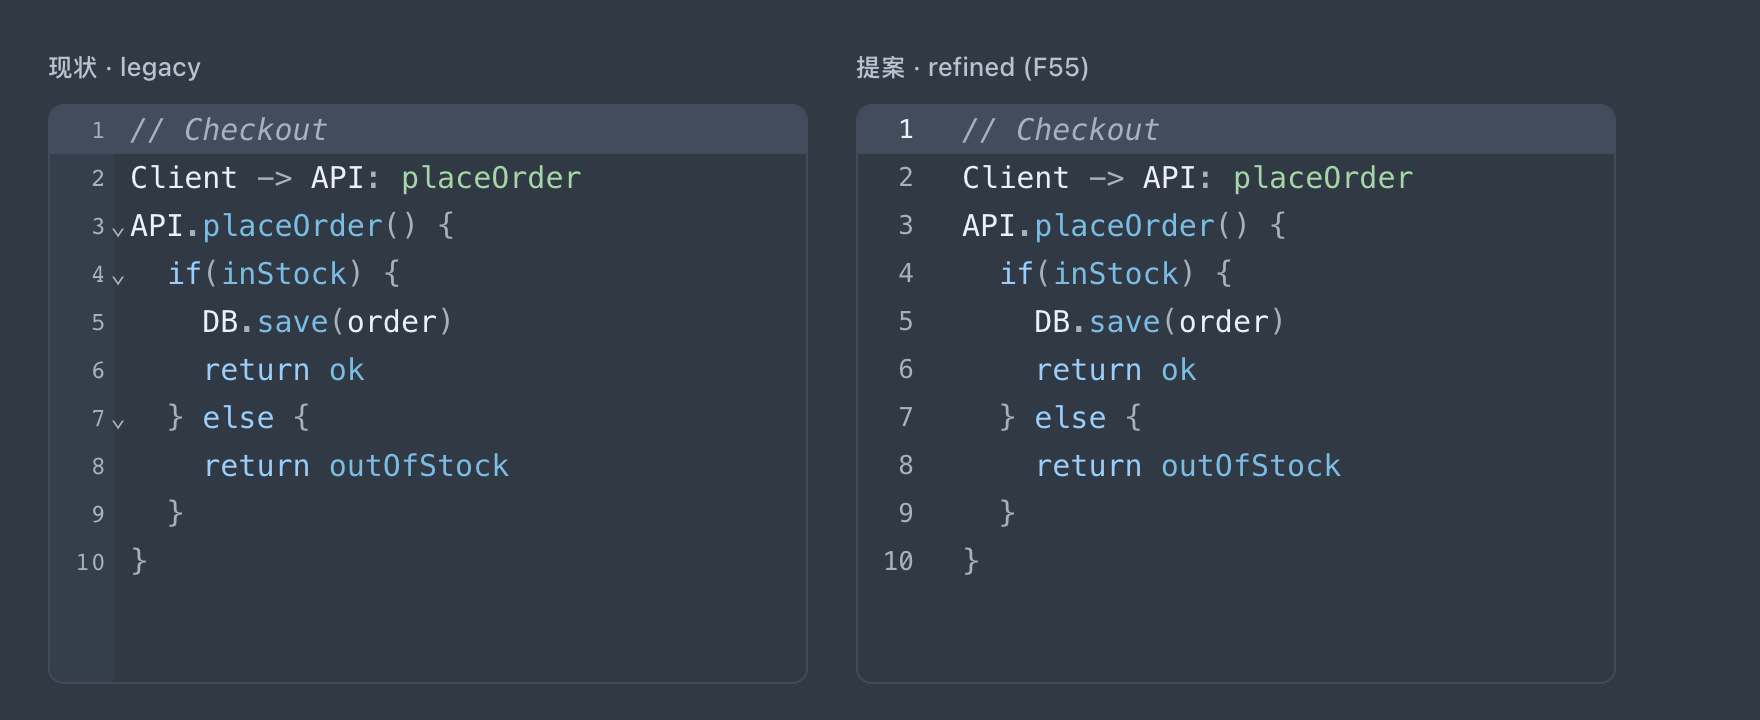 现状 · legacy
1 // Checkout
2 Client -> API: placeOrder
3 API.placeOrder() {
4   if(inStock) {
5     DB.save(order)
6     return ok
7   } else {
8     return outOfStock
9   }
10 }
提案 · refined (F55)
1 // Checkout
2 Client -> API: placeOrder
3 API.placeOrder() {
4   if(inStock) {
5     DB.save(order)
6     return ok
7   } else {
8     return outOfStock
9   }
10 }